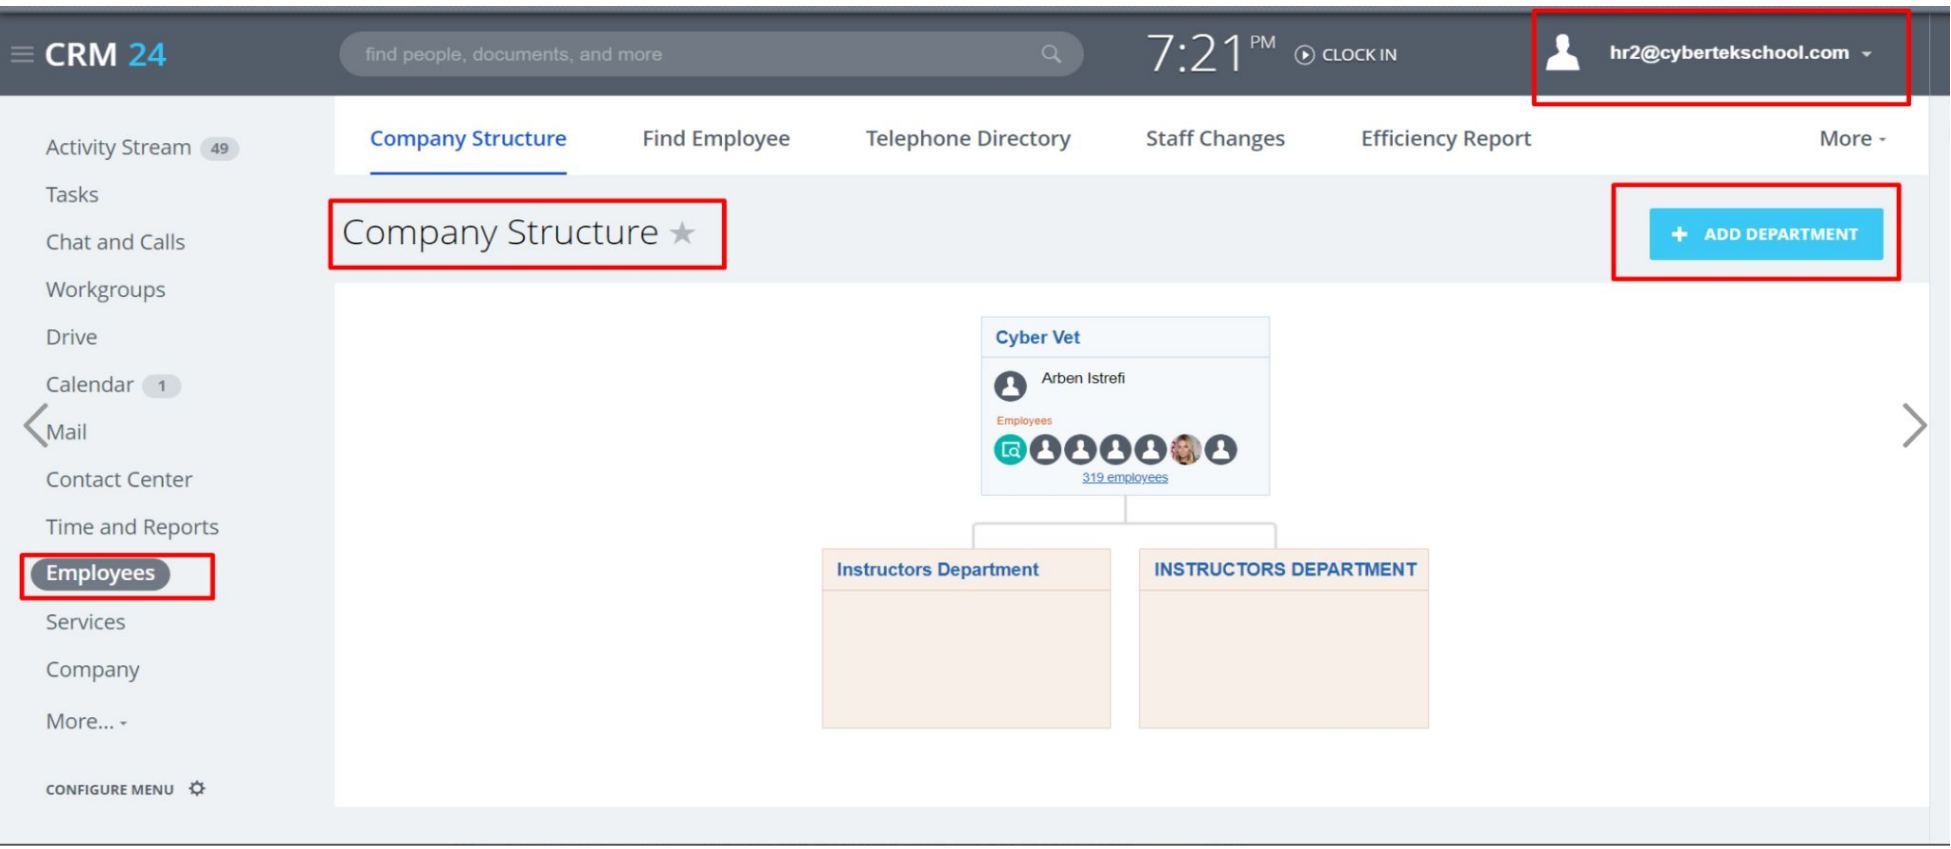 CRM 24
find people, documents, and more
7:21 PM
CLOCK IN
hr2@cybertekschool.com
Activity Stream 49
Tasks
Chat and Calls
Workgroups
Drive
Calendar 1
Mail
Contact Center
Time and Reports
Employees
Services
Company
More...
CONFIGURE MENU
Company Structure
Find Employee
Telephone Directory
Staff Changes
Efficiency Report
More
Company Structure
+ ADD DEPARTMENT
Cyber Vet
Arben Istrefi
Employees
319 employees
Instructors Department
INSTRUCTORS DEPARTMENT